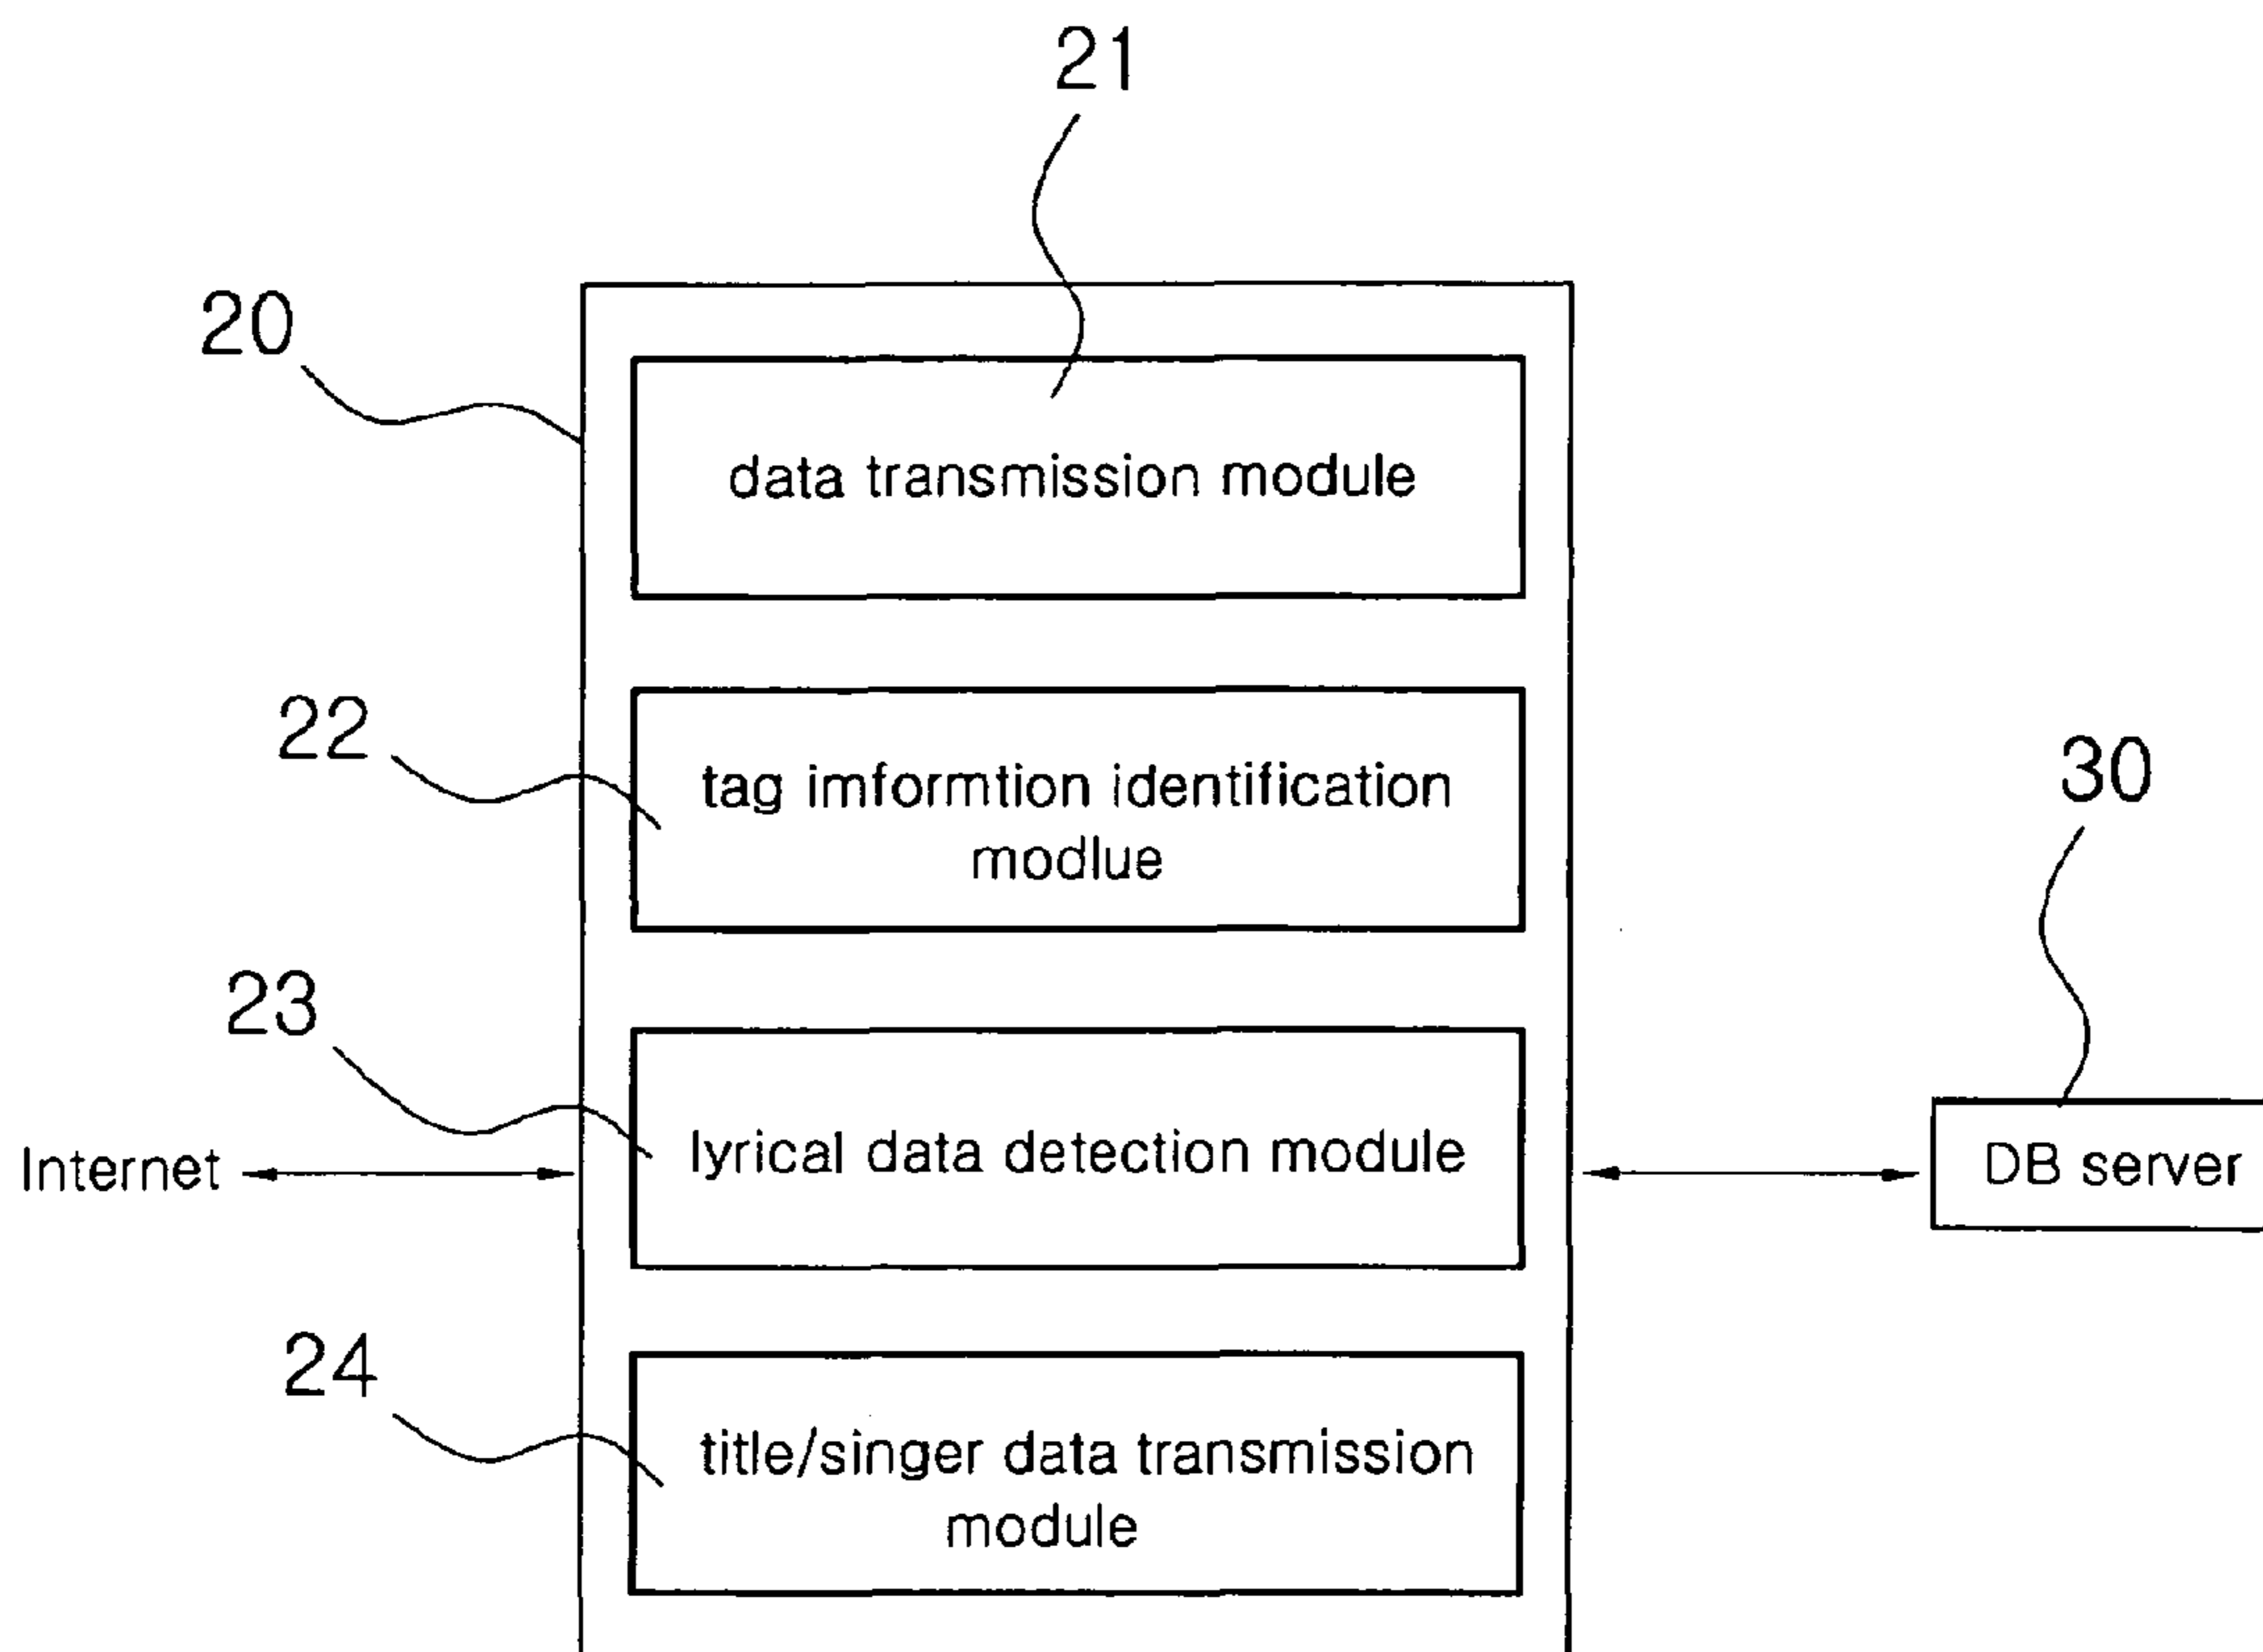 21
20
data transmission module
22
tag imformtion identification
modlue
30
23
lyrical data detection module
Internet
DB server
24
title/singer data transmission
module